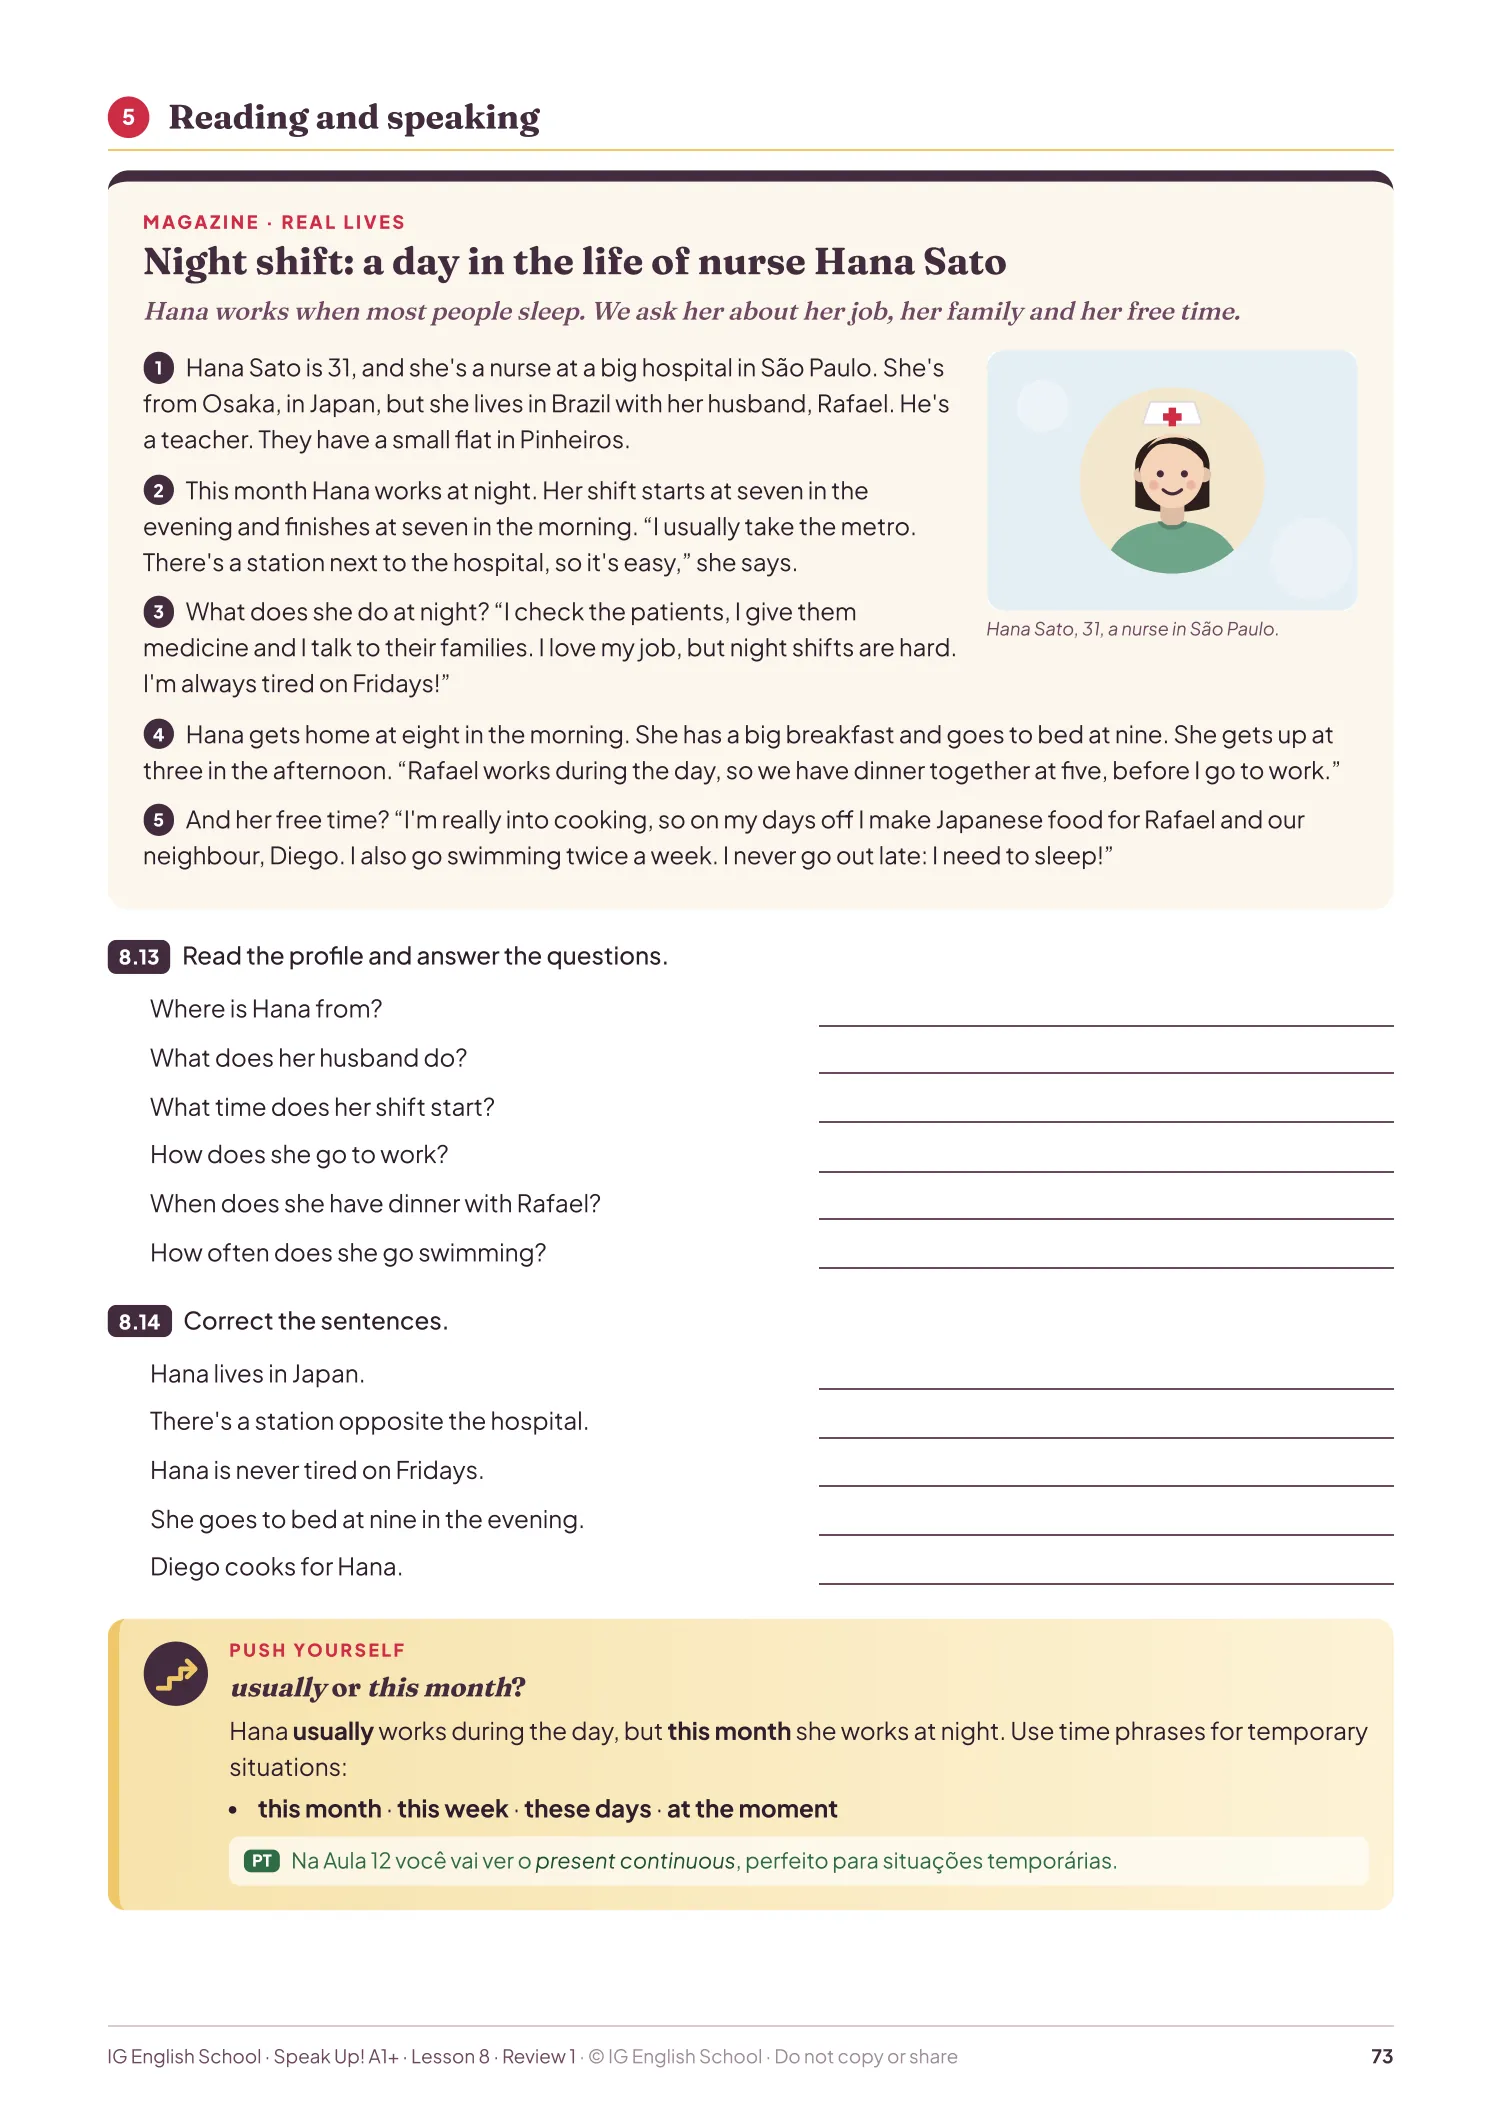 5 Reading and speaking
MAGAZINE · REAL LIVES
Night shift: a day in the life of nurse Hana Sato
Hana works when most people sleep. We ask her about her job, her family and her free time.
1 Hana Sato is 31, and she's a nurse at a big hospital in São Paulo. She's
from Osaka, in Japan, but she lives in Brazil with her husband, Rafael. He's
a teacher. They have a small flat in Pinheiros.
2 This month Hana works at night. Her shift starts at seven in the
evening and finishes at seven in the morning. “I usually take the metro.
There's a station next to the hospital, so it's easy,” she says.
3 What does she do at night? “I check the patients, I give them
medicine and I talk to their families. I love my job, but night shifts are hard.
I'm always tired on Fridays!”
Hana Sato, 31, a nurse in São Paulo.
4 Hana gets home at eight in the morning. She has a big breakfast and goes to bed at nine. She gets up at
three in the afternoon. “Rafael works during the day, so we have dinner together at five, before I go to work.”
5 And her free time? “I'm really into cooking, so on my days off I make Japanese food for Rafael and our
neighbour, Diego. I also go swimming twice a week. I never go out late: I need to sleep!”
8.13 Read the profile and answer the questions.
Where is Hana from?
What does her husband do?
What time does her shift start?
How does she go to work?
When does she have dinner with Rafael?
How often does she go swimming?
8.14 Correct the sentences.
Hana lives in Japan.
There's a station opposite the hospital.
Hana is never tired on Fridays.
She goes to bed at nine in the evening.
Diego cooks for Hana.
PUSH YOURSELF
usually or this month?
Hana usually works during the day, but this month she works at night. Use time phrases for temporary
situations:
• this month · this week · these days · at the moment
PT Na Aula 12 você vai ver o present continuous, perfeito para situações temporárias.
IG English School · Speak Up! A1+ · Lesson 8 · Review 1 · © IG English School · Do not copy or share
73